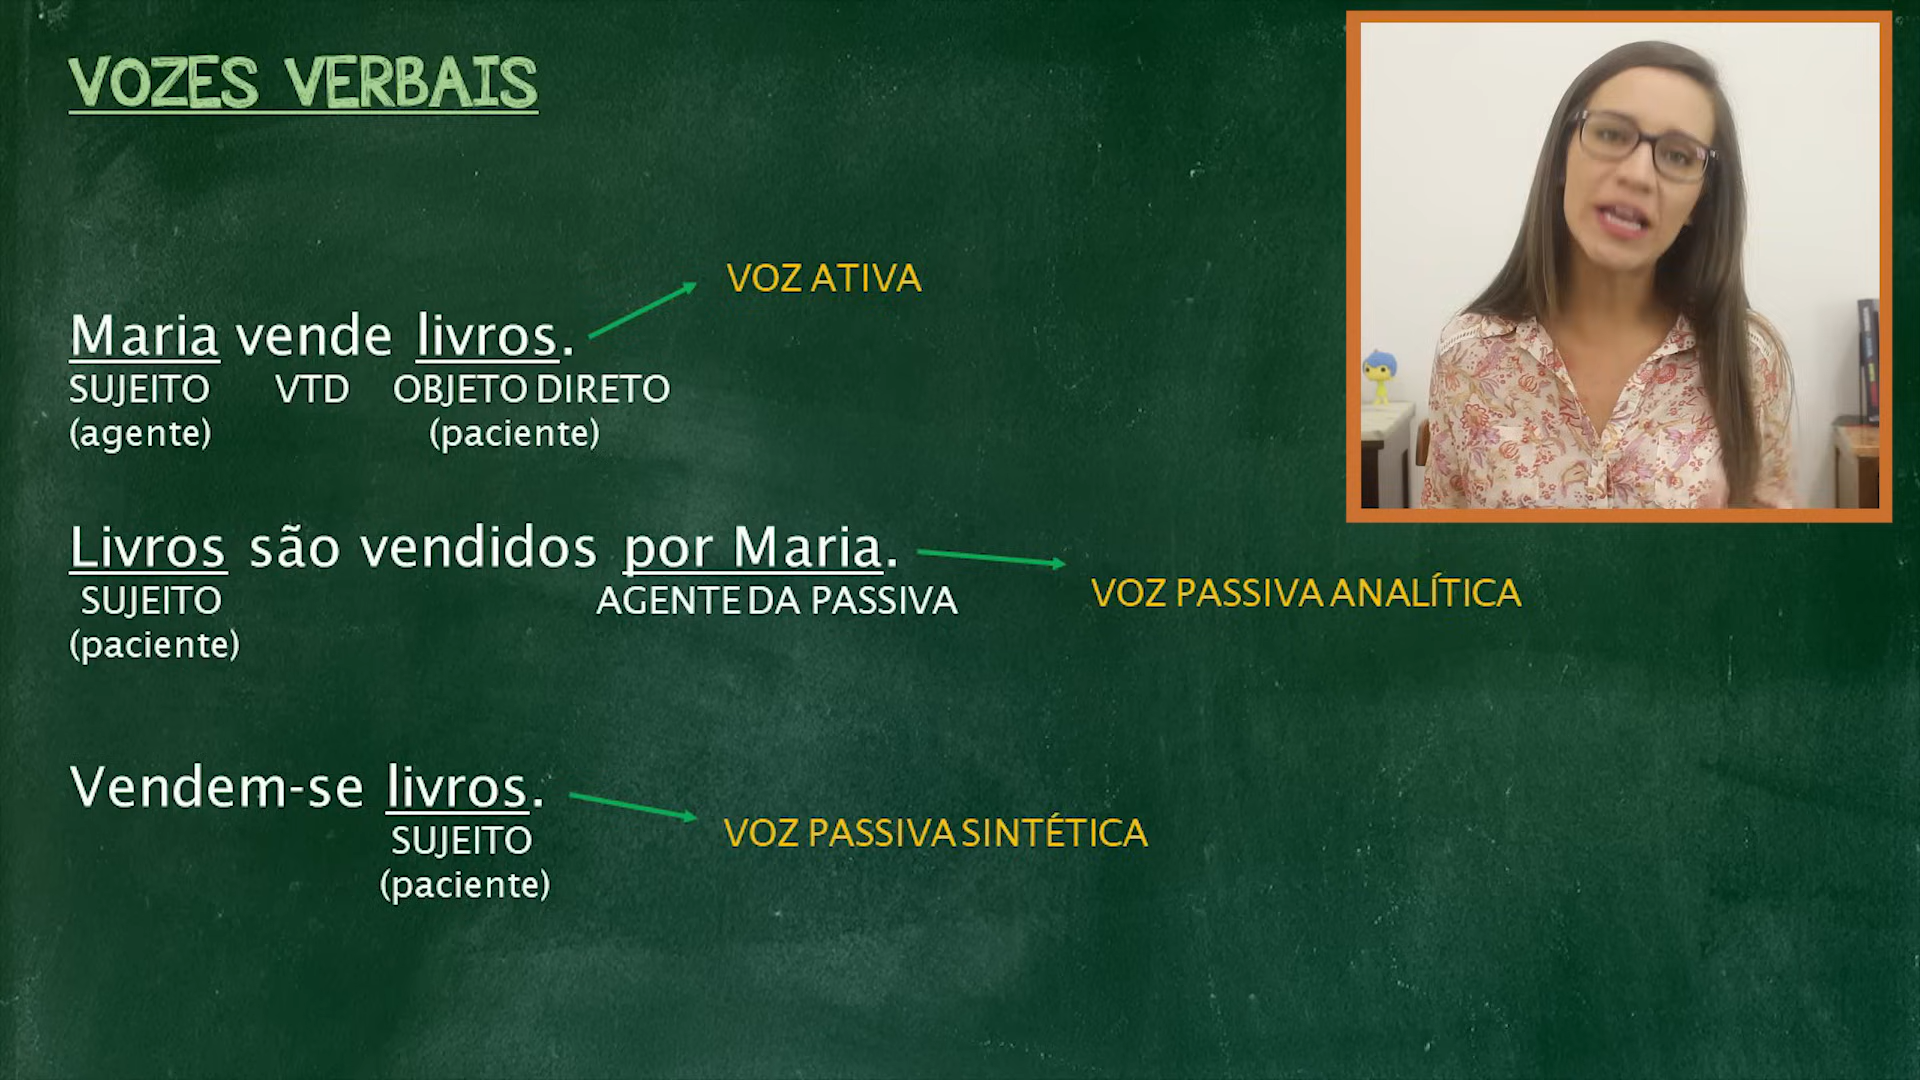 VOZES VERBAIS
VOZ ATIVA
Maria vende livros.
SUJEITO VTD OBJETO DIRETO
(agente) (paciente)
Livros são vendidos por Maria.
SUJEITO AGENTE DA PASSIVA VOZ PASSIVA ANALÍTICA
(paciente)
Vendem-se livros.
SUJEITO VOZ PASSIVA SINTÉTICA
(paciente)